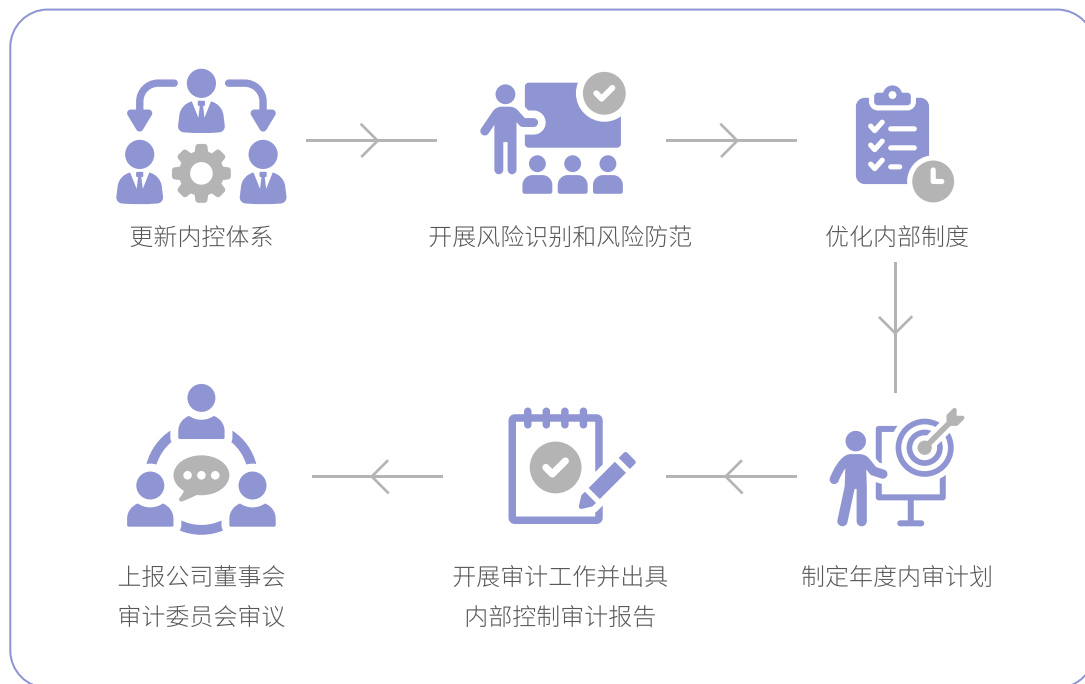 更新内控体系
开展风险识别和风险防范
优化内部制度
制定年度内审计划
开展审计工作并出具
内部控制审计报告
上报公司董事会
审计委员会审议